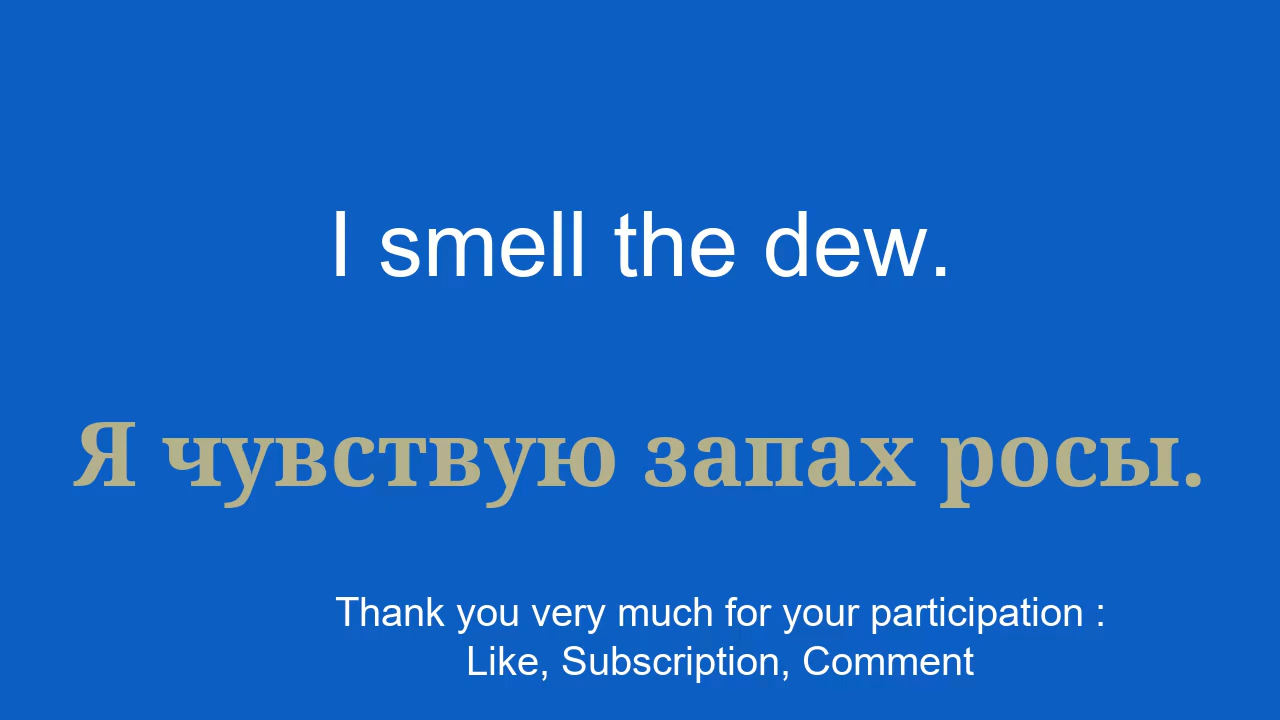 I smell the dew.
Я чувствую запах росы.
Thank you very much for your participation :
Like, Subscription, Comment